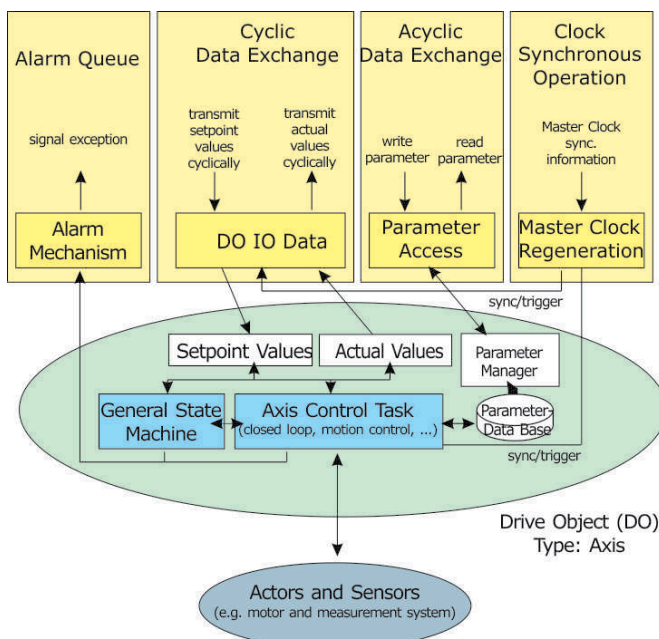 Alarm Queue
Cyclic
Data Exchange
Acyclic
Data Exchange
Clock
Synchronous
Operation
signal exception
transmit
setpoint
values
cyclically
transmit
actual
values
cyclically
write
parameter
read
parameter
Master Clock
sync.
information
Alarm
Mechanism
DO IO Data
Parameter
Access
Master Clock
Regeneration
sync/trigger
Setpoint Values
Actual Values
Parameter
Manager
General State
Machine
Axis Control Task
(closed loop, motion control, ...)
Parameter-
Data Base
sync/trigger
Drive Object (DO)
Type: Axis
Actors and Sensors
(e.g. motor and measurement system)